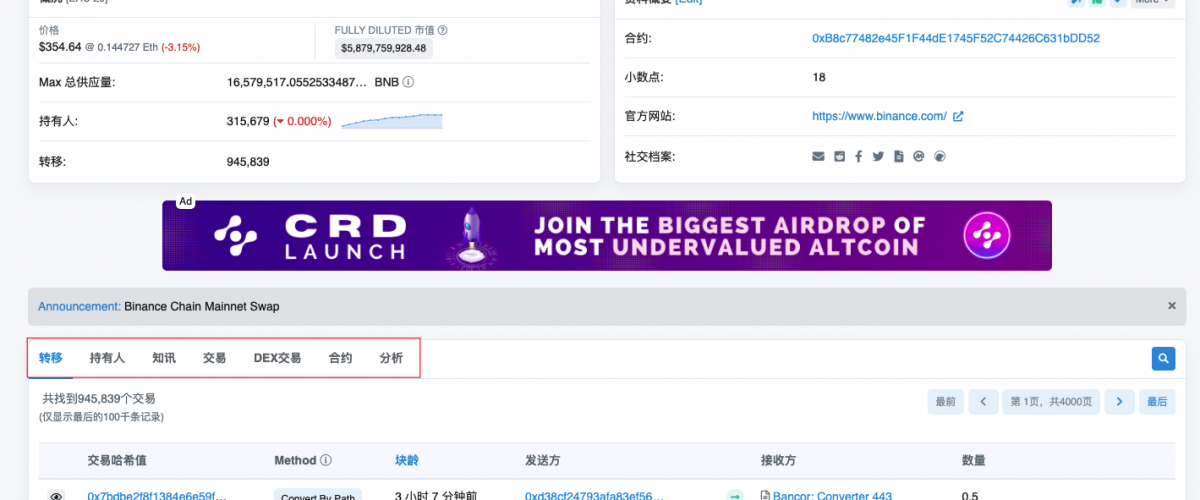 价格
$354.64 @ 0.144727 Eth (-3.15%)
FULLY DILUTED 市值
$5,879,759,928.48
Max 总供应量:
16,579,517.0552533487... BNB
持有人:
315,679 (0.000%)
转移:
945,839
[Edit]
More
合约:
0xB8c77482e45F1F44dE1745F52C74426C631bDD52
小数点:
18
官方网站:
https://www.binance.com/
社交档案:
Ad
CRD
LAUNCH
JOIN THE BIGGEST AIRDROP OF
MOST UNDERVALUED ALTCOIN
Announcement: Binance Chain Mainnet Swap
×
转移 持有人 知讯 交易 DEX交易 合约 分析
共找到945,839个交易
(仅显示最后的100千条记录)
最前 第 1页，共4000页 最后
交易哈希值 Method 块龄 发送方 接收方 数量
0x7bdbe2f8f1384e6e59f... Convert By Path 3 小时 7 分钟前 0xd38cf24793afa83ef56... Bancor: Converter 443 0.5